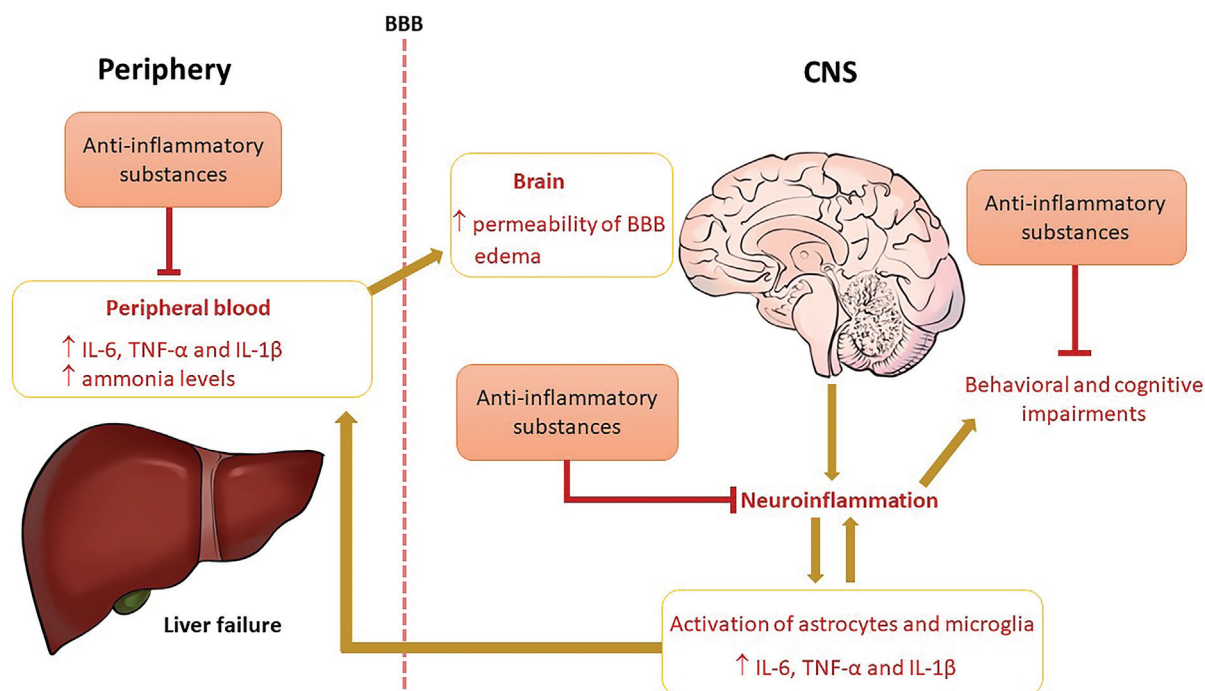 BBB
Periphery
CNS
Anti-inflammatory
substances
Peripheral blood
↑ IL-6, TNF-α and IL-1β
↑ ammonia levels
Liver failure
Brain
↑ permeability of BBB
edema
Anti-inflammatory
substances
Behavioral and cognitive
impairments
Anti-inflammatory
substances
Neuroinflammation
Activation of astrocytes and microglia
↑ IL-6, TNF-α and IL-1β